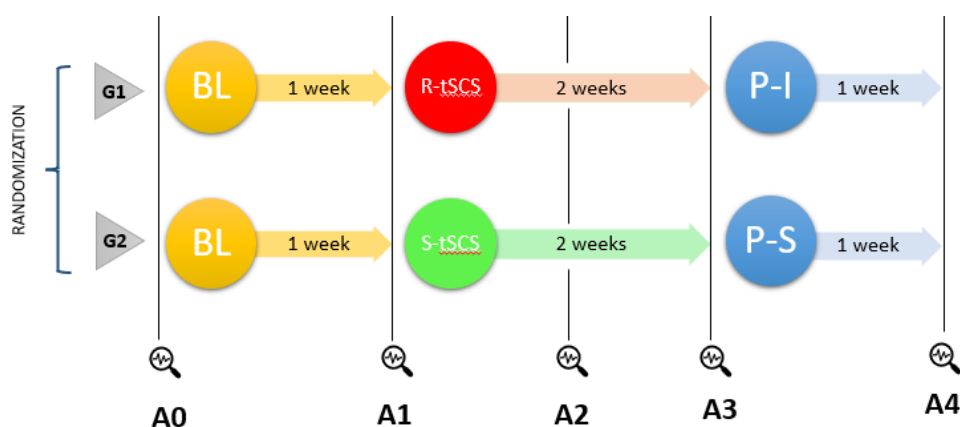 RANDOMIZATION
G1
BL
1 week
R-tSCS
2 weeks
P-I
1 week
G2
BL
1 week
S-tSCS
2 weeks
P-S
1 week
A0
A1
A2
A3
A4